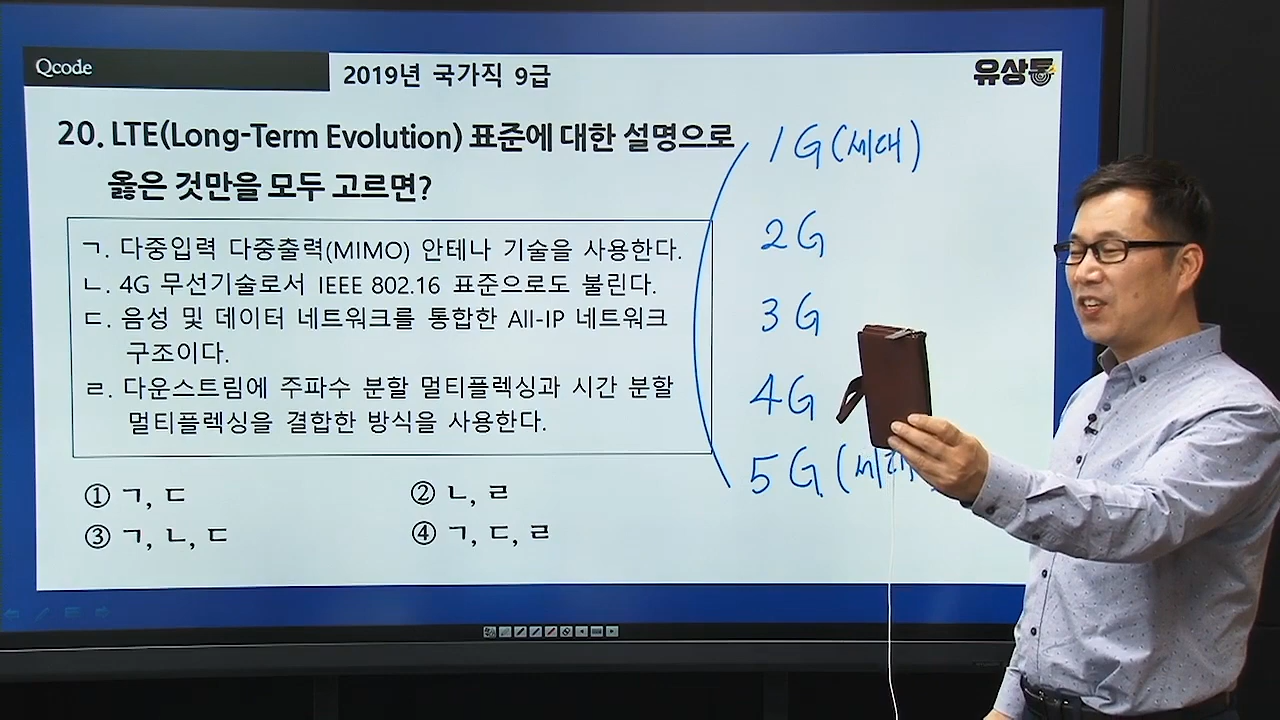 Qcode
2019년 국가직 9급
유상통
20. LTE(Long-Term Evolution) 표준에 대한 설명으로
옳은 것만을 모두 고르면?
ㄱ. 다중입력 다중출력(MIMO) 안테나 기술을 사용한다.
ㄴ. 4G 무선기술로서 IEEE 802.16 표준으로도 불린다.
ㄷ. 음성 및 데이터 네트워크를 통합한 All-IP 네트워크
구조이다.
ㄹ. 다운스트림에 주파수 분할 멀티플렉싱과 시간 분할
멀티플렉싱을 결합한 방식을 사용한다.
① ㄱ, ㄷ
② ㄴ, ㄹ
③ ㄱ, ㄴ, ㄷ
④ ㄱ, ㄷ, ㄹ
1G (세대)
2G
3G
4G
5G (세대